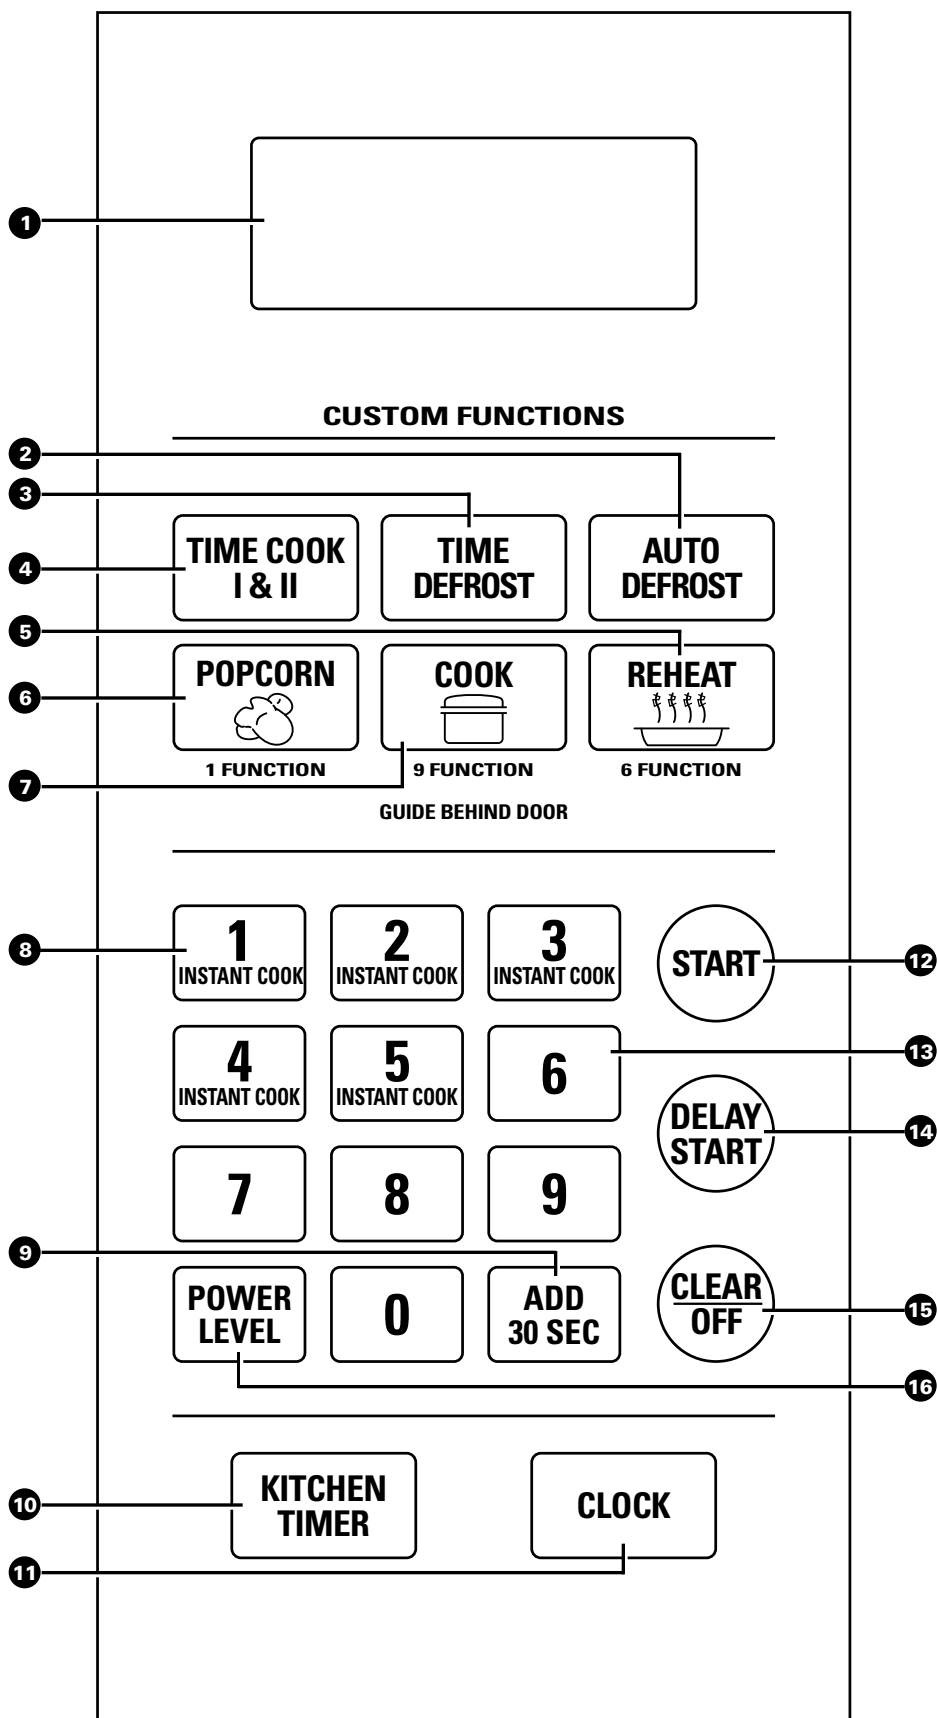 1
CUSTOM FUNCTIONS
2
3
4
TIME COOK
I & II
TIME
DEFROST
AUTO
DEFROST
5
6
POPCORN
COOK
REHEAT
1 FUNCTION
9 FUNCTION
6 FUNCTION
7
GUIDE BEHIND DOOR
8
1
INSTANT COOK
2
INSTANT COOK
3
INSTANT COOK
START
12
4
INSTANT COOK
5
INSTANT COOK
6
13
DELAY
START
14
7
8
9
9
POWER
LEVEL
0
ADD
30 SEC
CLEAR
OFF
15
16
10
KITCHEN
TIMER
CLOCK
11